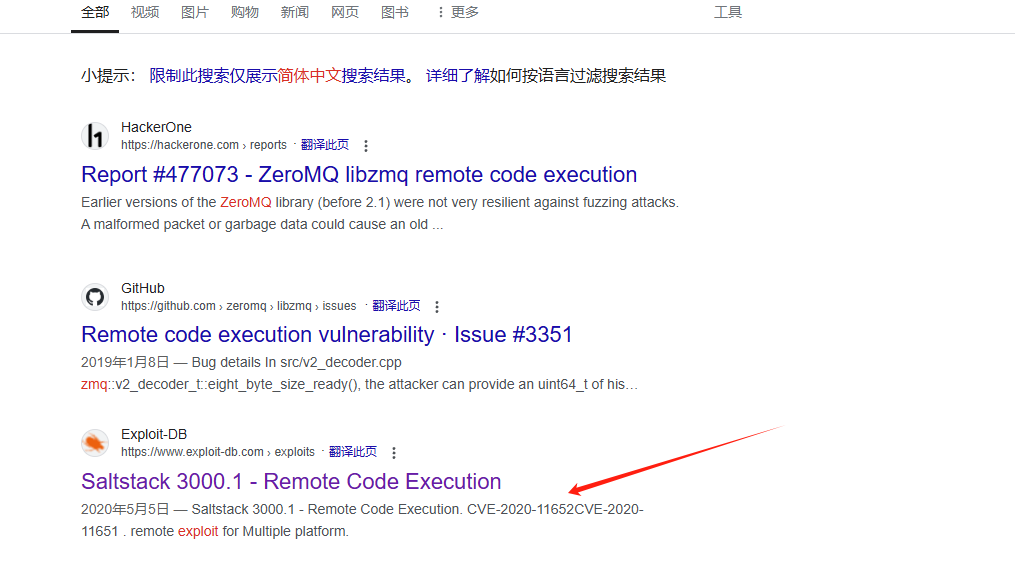 全部 视频 图片 购物 新闻 网页 图书 ⋮ 更多 工具
小提示： 限制此搜索仅展示简体中文搜索结果。 详细了解如何按语言过滤搜索结果
HackerOne
https://hackerone.com › reports · 翻译此页
Report #477073 - ZeroMQ libzmq remote code execution
Earlier versions of the ZeroMQ library (before 2.1) were not very resilient against fuzzing attacks.
A malformed packet or garbage data could cause an old ...
GitHub
https://github.com › zeromq › libzmq › issues · 翻译此页
Remote code execution vulnerability · Issue #3351
2019年1月8日 — Bug details In src/v2_decoder.cpp
zmq::v2_decoder_t::eight_byte_size_ready(), the attacker can provide an uint64_t of his…
Exploit-DB
https://www.exploit-db.com › exploits · 翻译此页
Saltstack 3000.1 - Remote Code Execution
2020年5月5日 — Saltstack 3000.1 - Remote Code Execution. CVE-2020-11652CVE-2020-
11651 . remote exploit for Multiple platform.